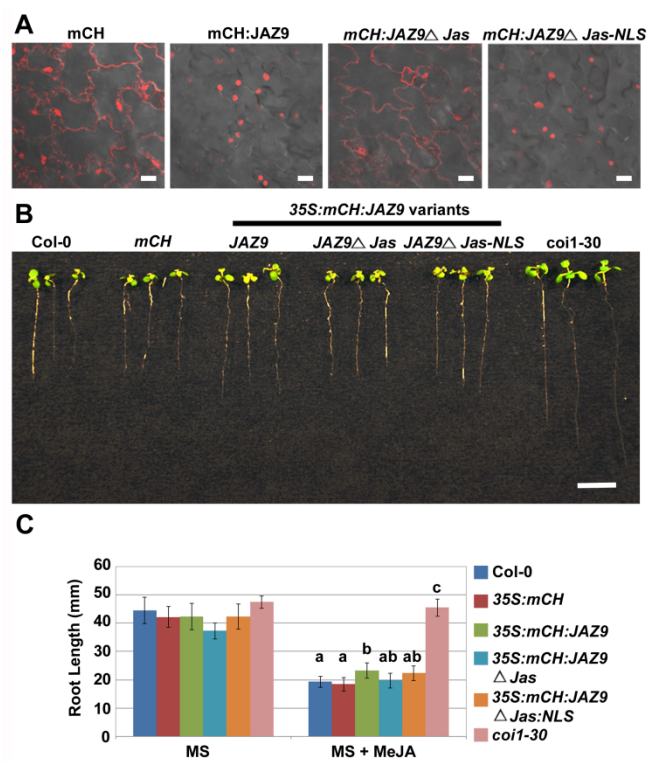 A
mCH
mCH:JAZ9
mCH:JAZ9△ Jas
mCH:JAZ9△ Jas-NLS
B
35S:mCH:JAZ9 variants
Col-0
mCH
JAZ9
JAZ9△ Jas
JAZ9△ Jas-NLS
coi1-30
C
Root Length (mm)
60
50
40
30
20
10
0
a
a
b
ab
ab
c
MS
MS + MeJA
Col-0
35S:mCH
35S:mCH:JAZ9
35S:mCH:JAZ9
△ Jas
35S:mCH:JAZ9
△ Jas:NLS
coi1-30